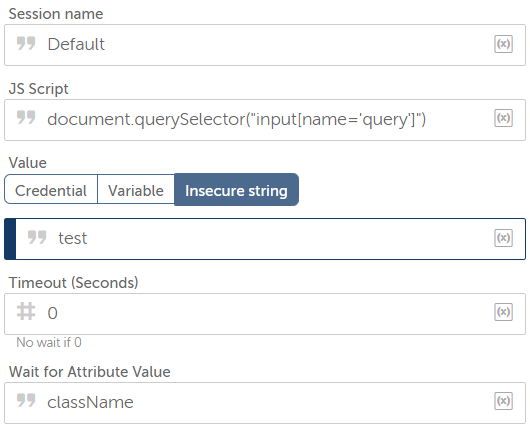 Session name
Default
(x)
JS Script
document.querySelector("input[name='query']")
(x)
Value
Credential Variable Insecure string
test
(x)
Timeout (Seconds)
0
(x)
No wait if 0
Wait for Attribute Value
className
(x)